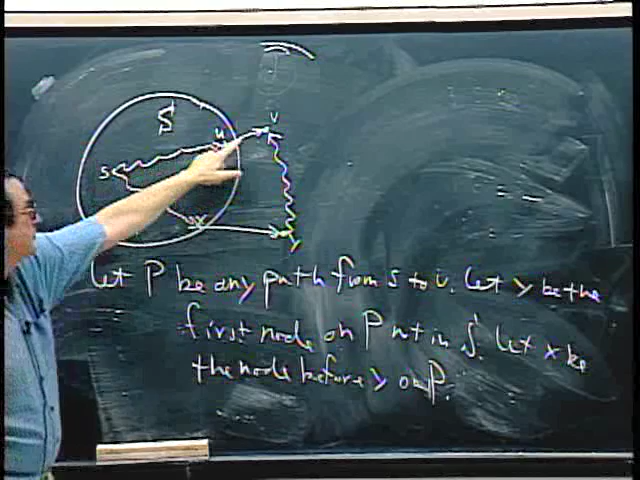 S
v
u
s
x
y
Let P be any path from s to v. Let y be the
first node on P not in S. Let x be
the node before y on P.